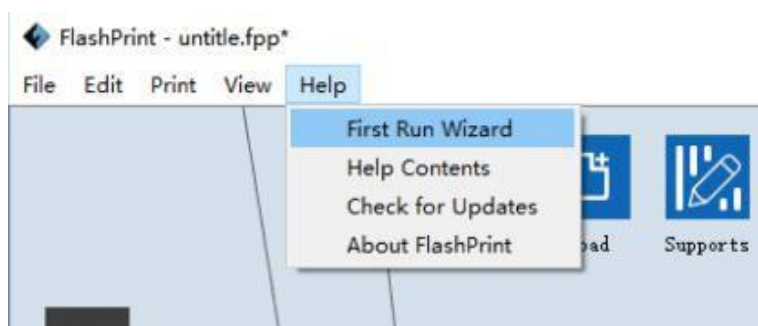 FlashPrint - untitle.fpp*
File Edit Print View Help
First Run Wizard
Help Contents
Check for Updates
About FlashPrint
Supports